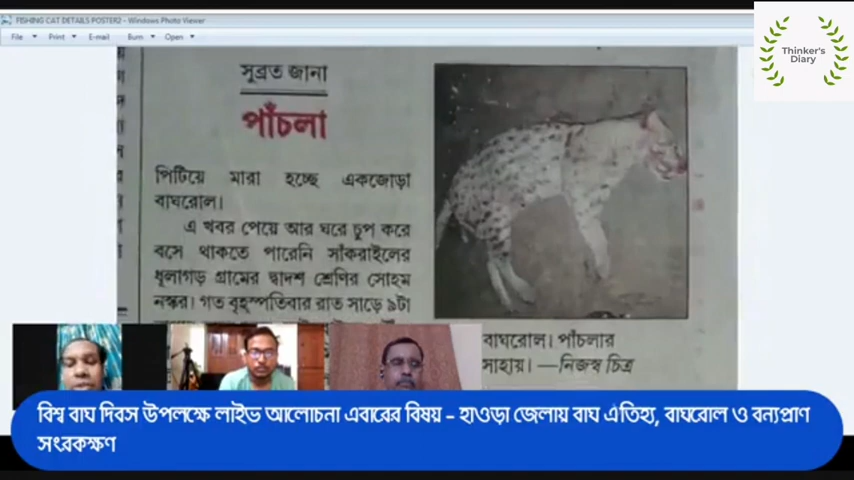 FISHING CAT DETAILS POSTER2 - Windows Photo Viewer
File Print E-mail Burn Open
Thinker's
Diary
সুব্রত জানা
পাঁচলা
পিটিয়ে মারা হচ্ছে একজোড়া
বাঘরোল।
এ খবর পেয়ে আর ঘরে চুপ করে
বসে থাকতে পারেনি সাঁকরাইলের
ধূলাগড় গ্রামের দ্বাদশ শ্রেণির সোহম
নস্কর। গত বৃহস্পতিবার রাত সাড়ে ৯টা
বাঘরোল। পাঁচলার
সাহায়। —নিজস্ব চিত্র
বিশ্ব বাঘ দিবস উপলক্ষে লাইভ আলোচনা এবারের বিষয় – হাওড়া জেলায় বাঘ ঐতিহ্য, বাঘরোল ও বন্যপ্রাণ
সংরক্ষণ